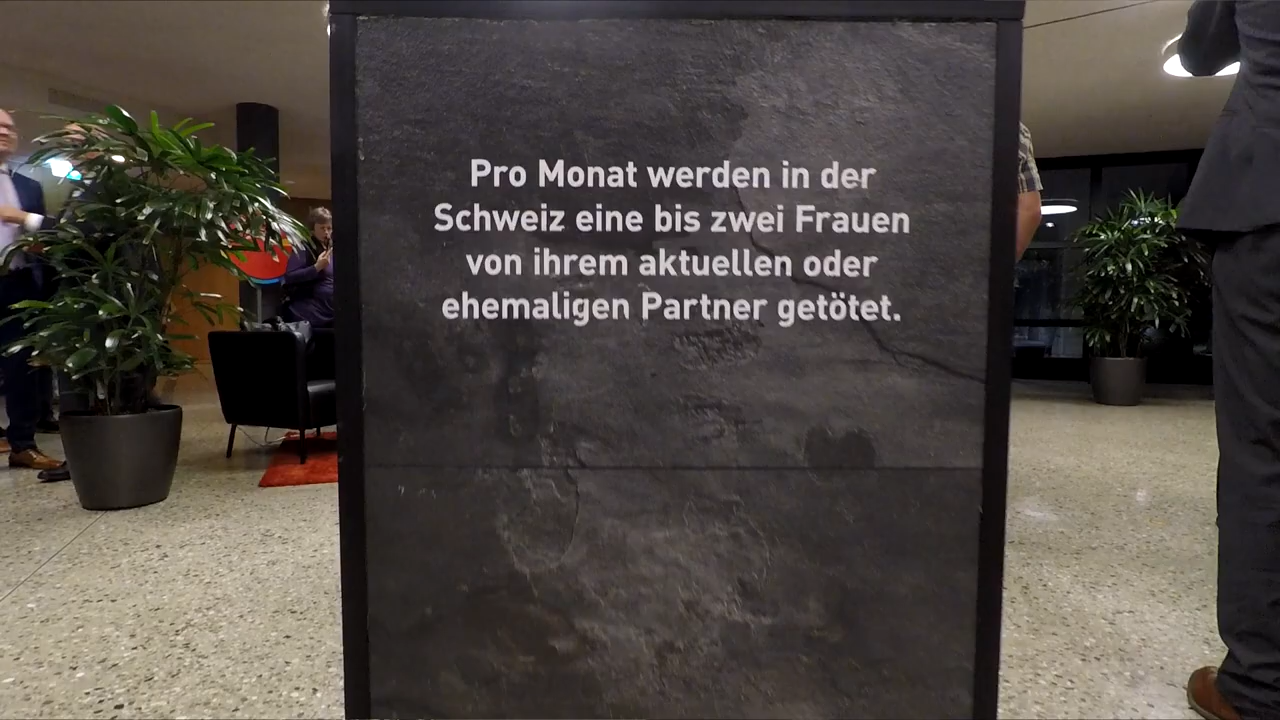 Pro Monat werden in der
Schweiz eine bis zwei Frauen
von ihrem aktuellen oder
ehemaligen Partner getötet.